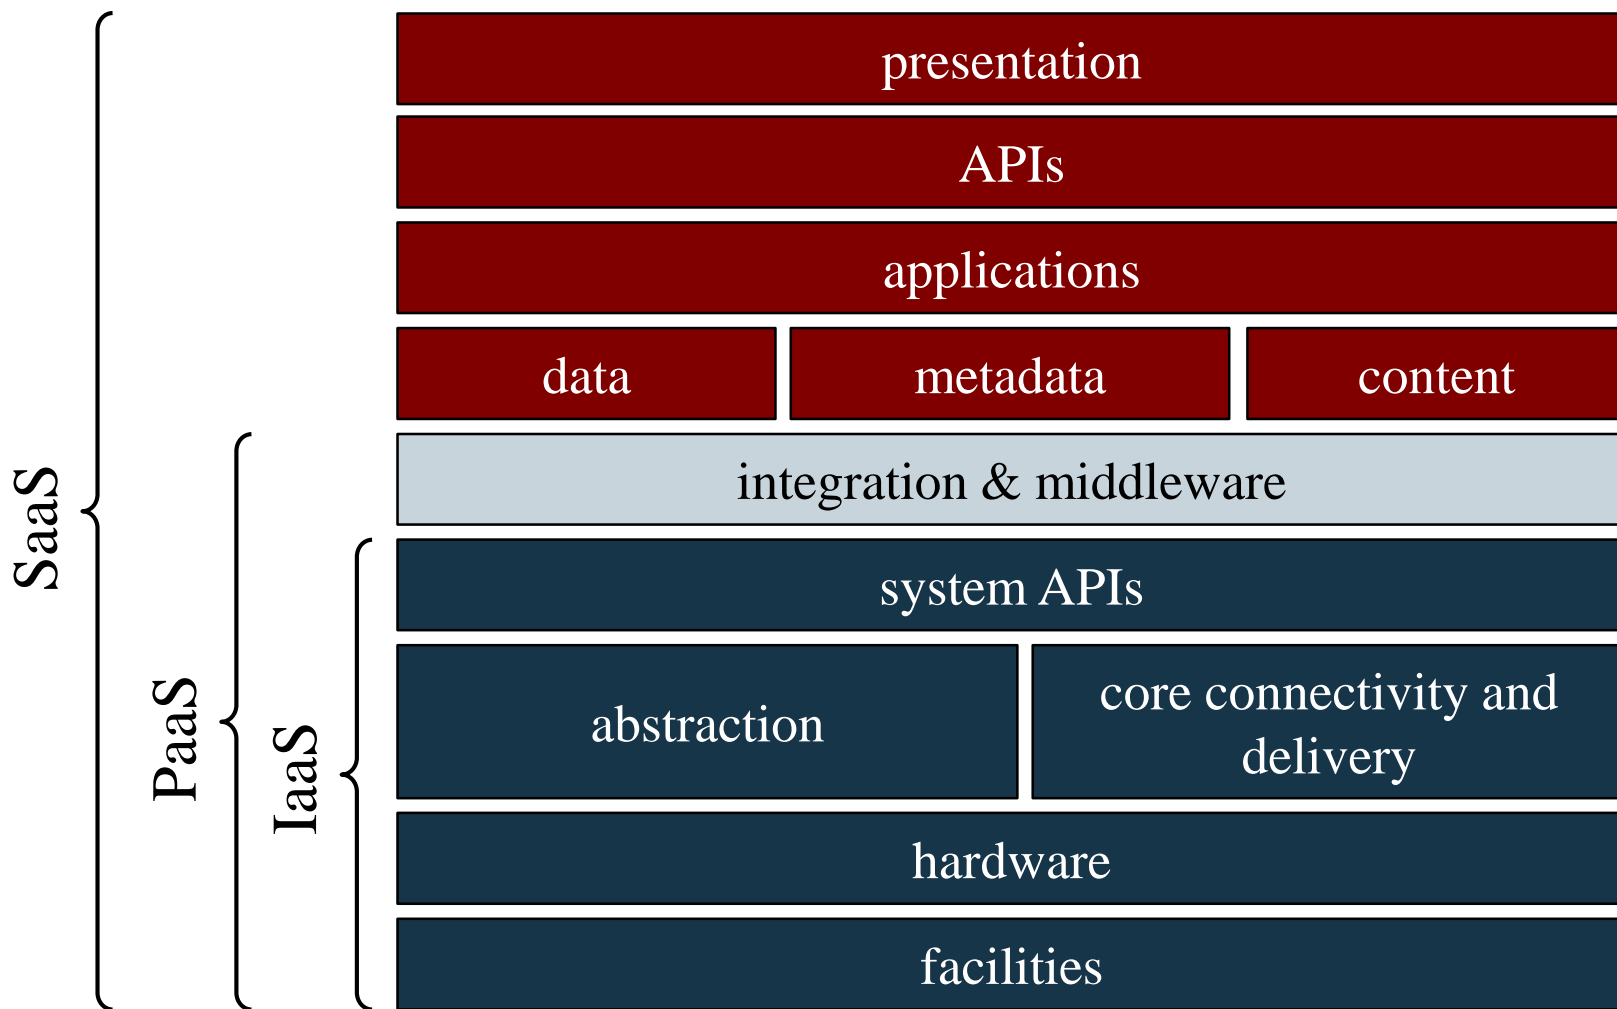 presentation
APIs
applications
data
metadata
content
integration & middleware
system APIs
abstraction
core connectivity and
delivery
hardware
facilities
SaaS
PaaS
IaaS